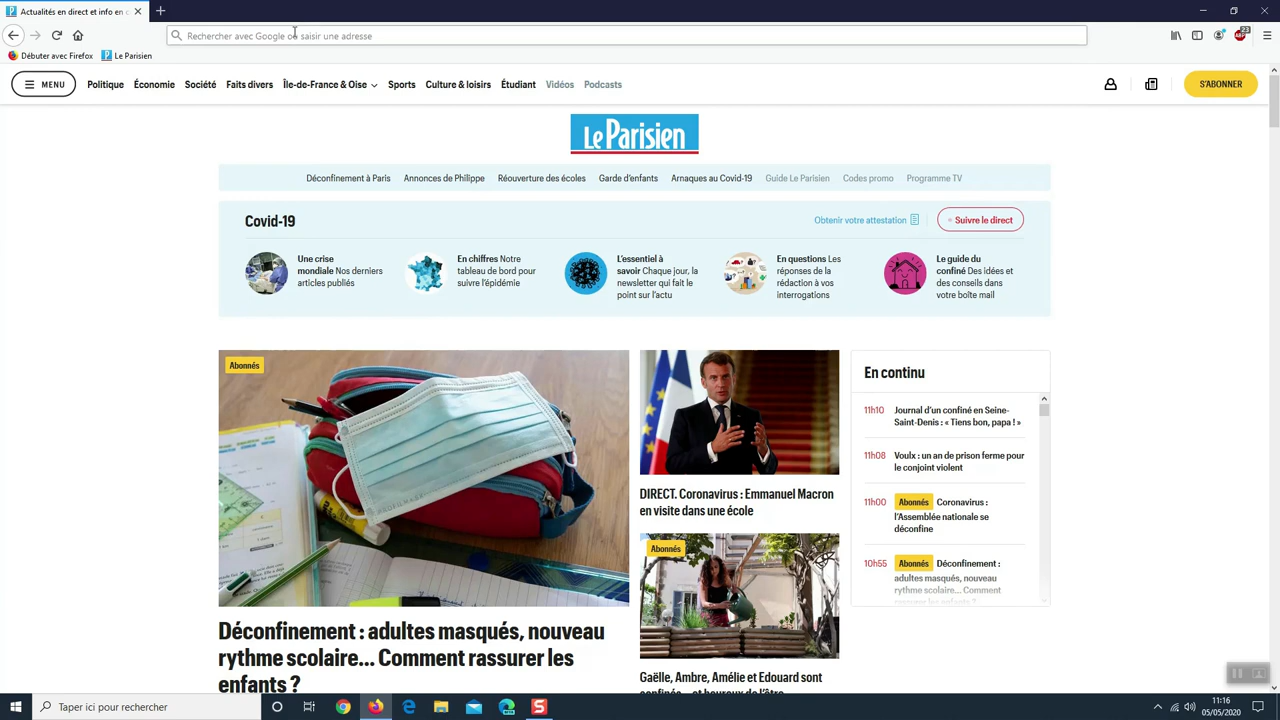 Actualités en direct et info en c
Rechercher avec Google ou saisir une adresse
Débuter avec Firefox
Le Parisien
23
MENU
Politique
Économie
Société
Faits divers
Île-de-France & Oise
Sports
Culture & loisirs
Étudiant
Vidéos
Podcasts
S'ABONNER
Le Parisien
Déconfinement à Paris
Annonces de Philippe
Réouverture des écoles
Garde d'enfants
Arnaques au Covid-19
Guide Le Parisien
Codes promo
Programme TV
Covid-19
Obtenir votre attestation
Suivre le direct
Une crise
mondiale Nos derniers
articles publiés
En chiffres Notre
tableau de bord pour
suivre l'épidémie
L'essentiel à
savoir Chaque jour, la
newsletter qui fait le
point sur l'actu
En questions Les
réponses de la
rédaction à vos
interrogations
Le guide du
confiné Des idées et
des conseils dans
votre boîte mail
Abonnés
Déconfinement : adultes masqués, nouveau
rythme scolaire... Comment rassurer les
enfants ?
DIRECT. Coronavirus : Emmanuel Macron
en visite dans une école
Abonnés
Gaëlle, Ambre, Amélie et Edouard sont
confinés... et heureux de l'être
En continu
11h10
Journal d'un confiné en Seine-
Saint-Denis : « Tiens bon, papa ! »
11h08
Voulx : un an de prison ferme pour
le conjoint violent
11h00
Abonnés Coronavirus :
l'Assemblée nationale se
déconfine
10h55
Abonnés Déconfinement :
adultes masqués, nouveau
rythme scolaire... Comment
rassurer les enfants ?
Taper ici pour rechercher
11:16
05/05/2020